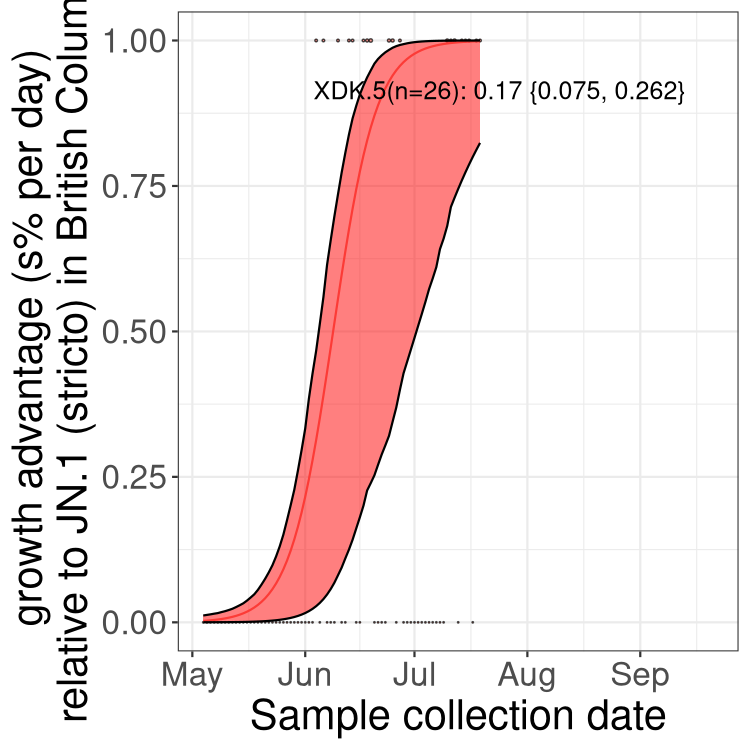 growth advantage (s% per day)
relative to JN.1 (stricto) in British Colum
1.00
0.75
0.50
0.25
0.00
XDK.5(n=26): 0.17 {0.075, 0.262}
May Jun Jul Aug Sep
Sample collection date